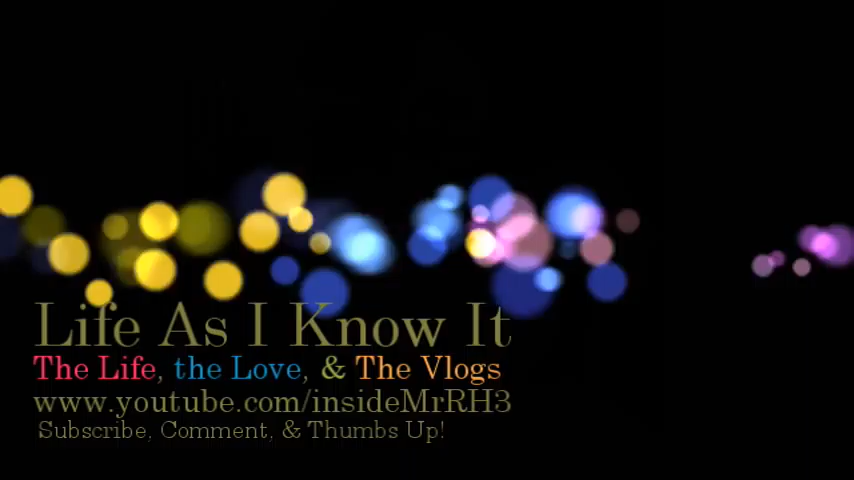 Life As I Know It
The Life, the Love, & The Vlogs
www.youtube.com/insideMrRH3
Subscribe, Comment, & Thumbs Up!